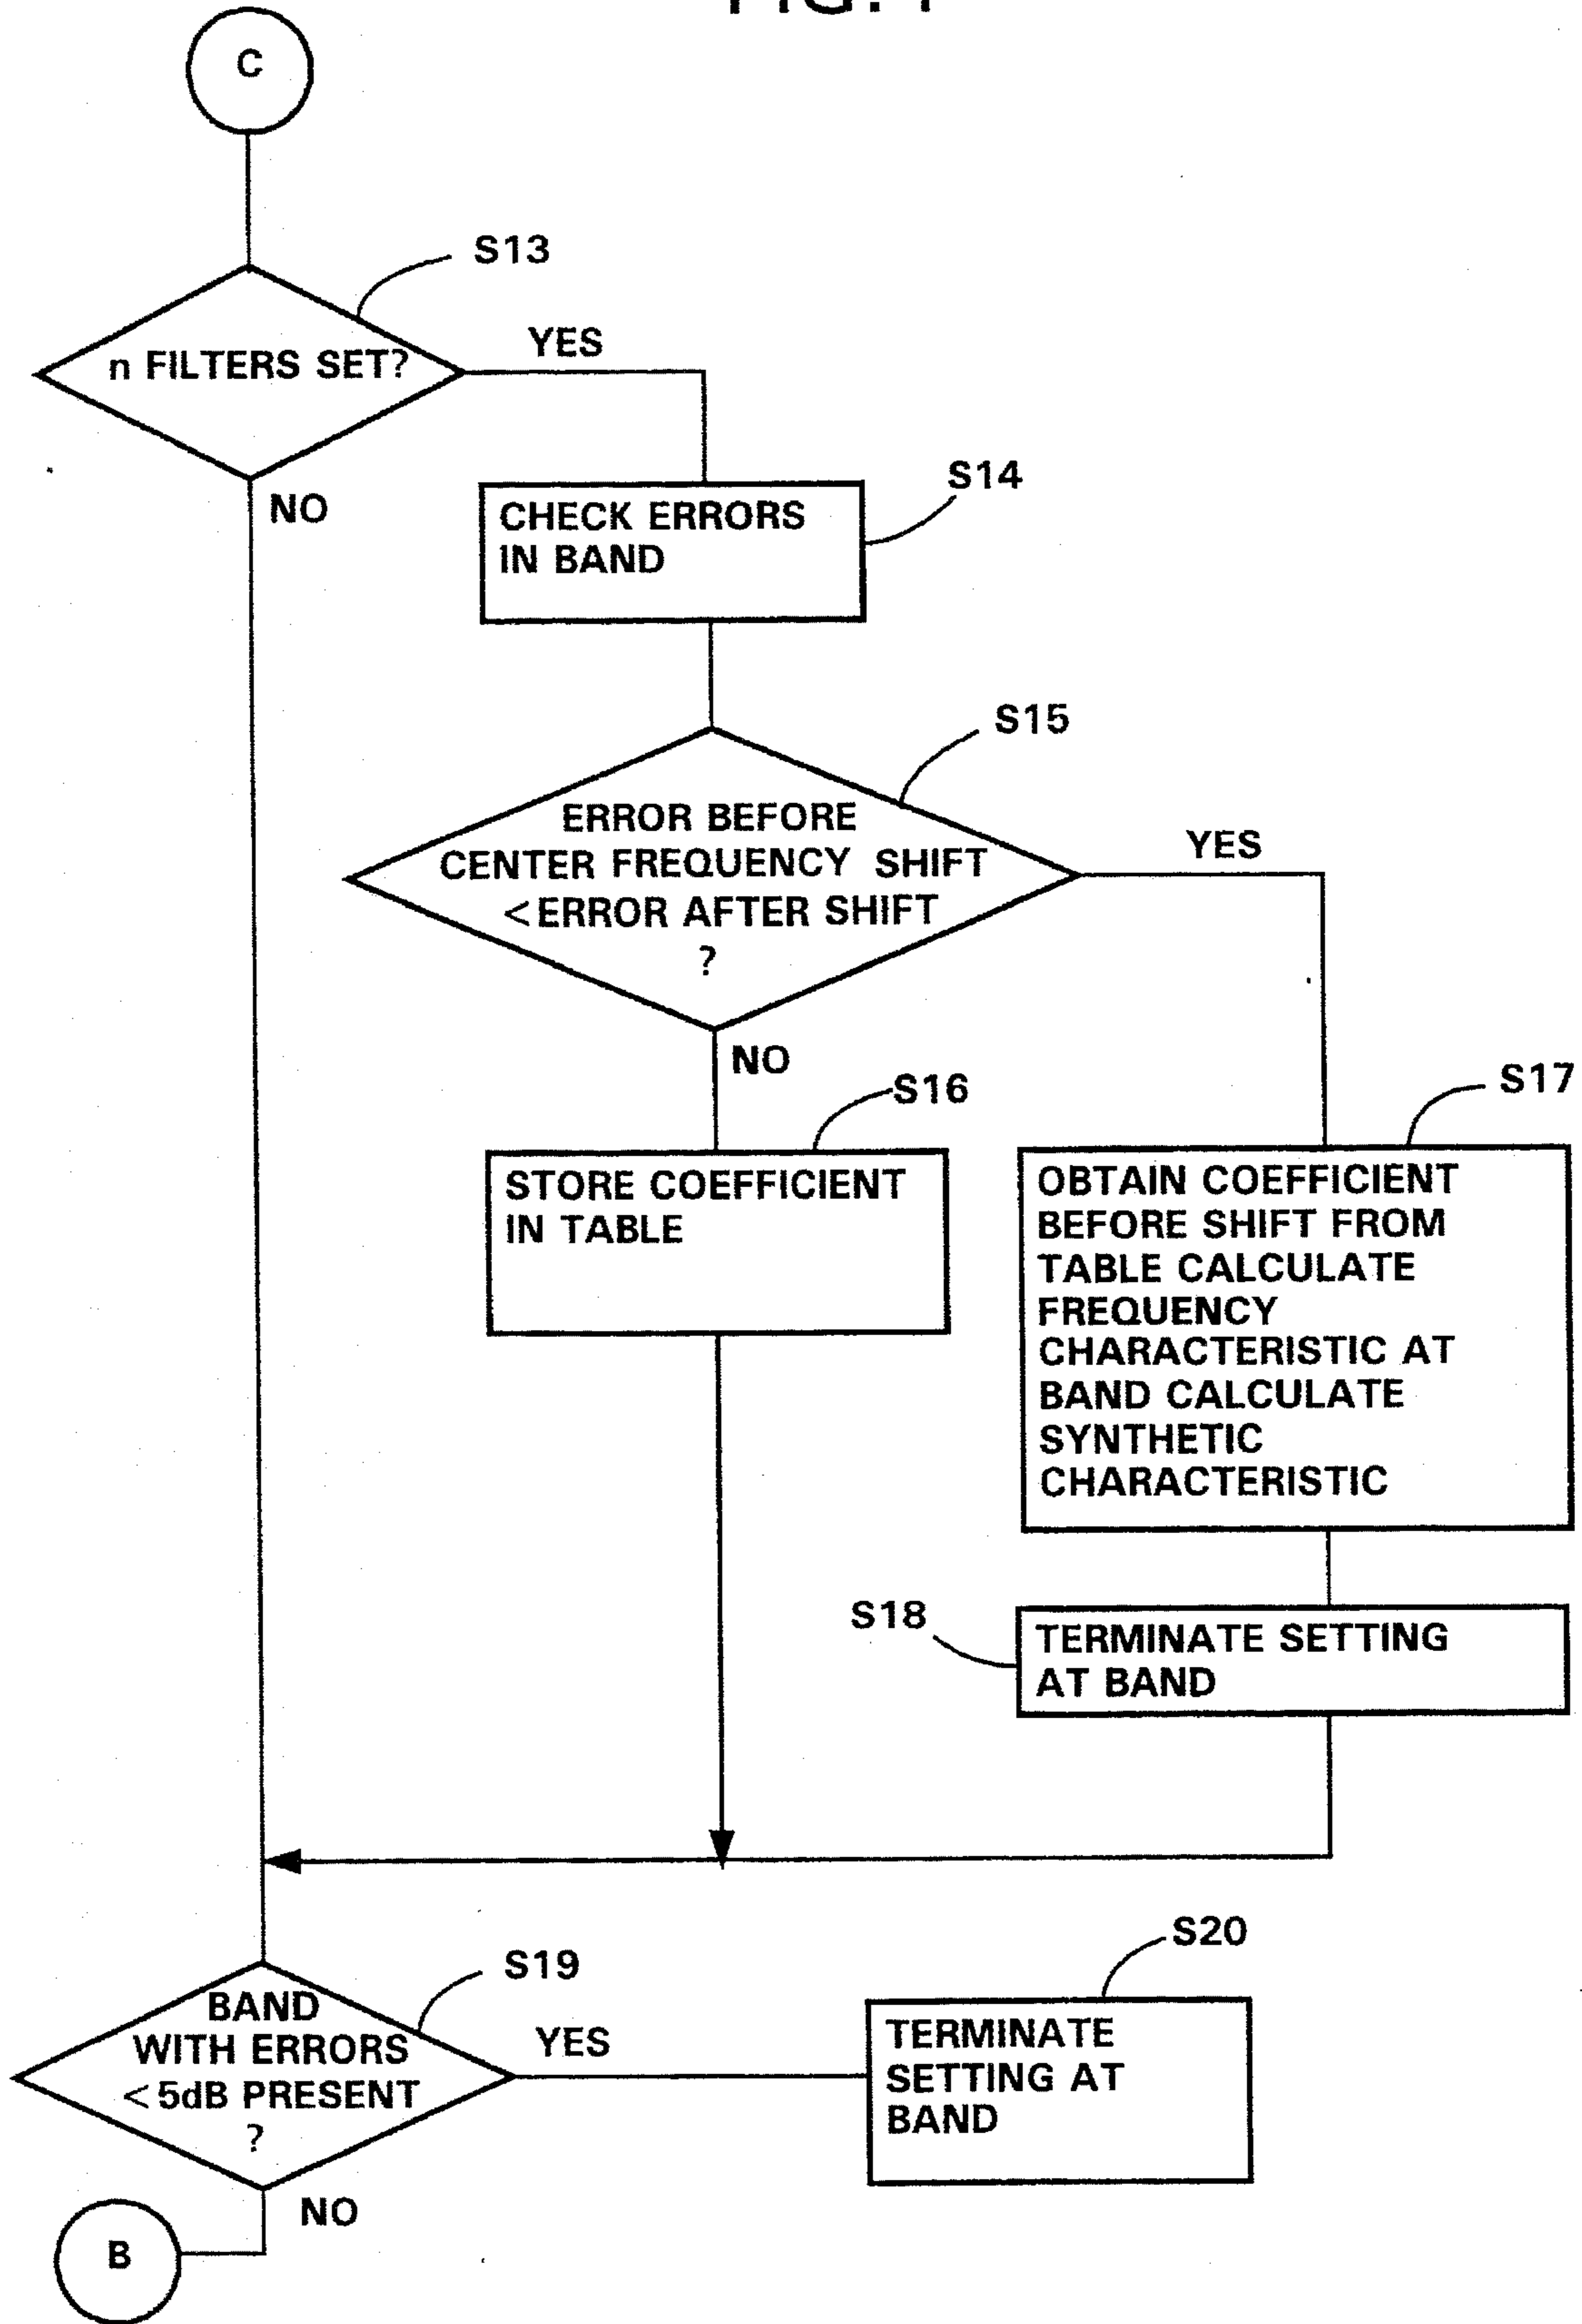 C
S13
n FILTERS SET?
YES
NO
S14
CHECK ERRORS
IN BAND
S15
ERROR BEFORE
CENTER FREQUENCY SHIFT
<ERROR AFTER SHIFT
?
YES
NO
S16
STORE COEFFICIENT
IN TABLE
S17
OBTAIN COEFFICIENT
BEFORE SHIFT FROM
TABLE CALCULATE
FREQUENCY
CHARACTERISTIC AT
BAND CALCULATE
SYNTHETIC
CHARACTERISTIC
S18
TERMINATE SETTING
AT BAND
S19
BAND
WITH ERRORS
<5dB PRESENT
?
YES
NO
S20
TERMINATE
SETTING AT
BAND
B